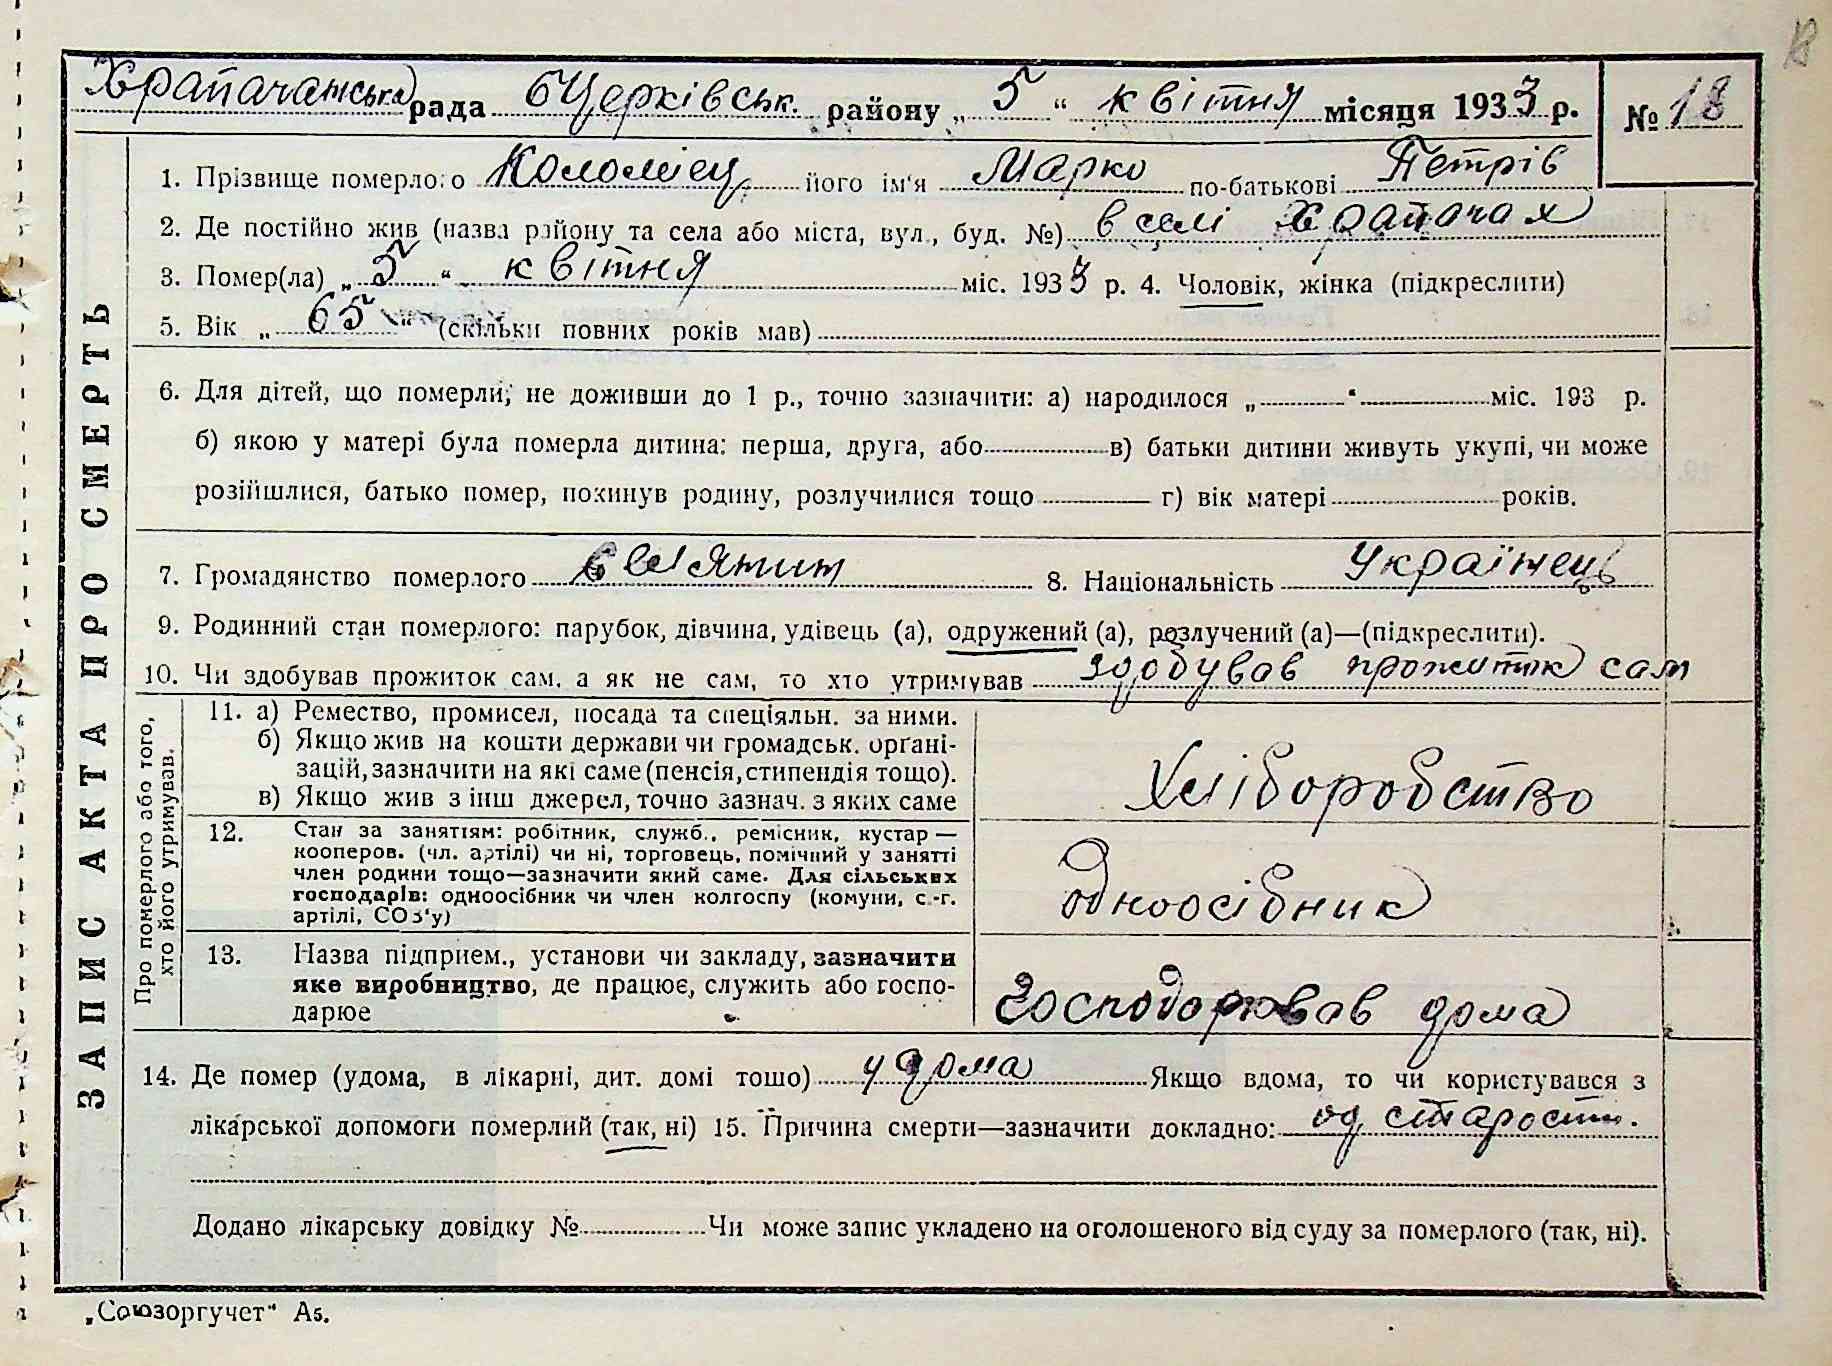 18
Храпачанська рада БЦерківськ. району „ 5 “ квітня місяця 1933 р. № 18
1. Прізвище померлого Коломієц його ім'я Марко по-батькові Петрів
2. Де постійно жив (назва району та села або міста, вул., буд. №) в селі Храпачах
3. Помер(ла) „ 5 “ квітня міс. 1933 р. 4. Чоловік, жінка (підкреслити)
5. Вік „ 65 “ (скільки повних років мав)
6. Для дітей, що померли, не доживши до 1 р., точно зазначити: а) народилося „ “ міс. 193 р.
б) якою у матері була померла дитина: перша, друга, або в) батьки дитини живуть укупі, чи може
розійшлися, батько помер, покинув родину, розлучилися тощо г) вік матері років.
7. Громадянство померлого 8. Національність Українець
9. Родинний стан померлого: парубок, дівчина, удівець (а), одружений (а), розлучений (а)—(підкреслити).
10. Чи здобував прожиток сам, а як не сам, то хто утримував здобував прожиток сам
ЗАПИС АКТА ПРО СМЕРТЬ
Про померлого або того,
хто його утримував.
11. а) Ремество, промисел, посада та спеціяльн. за ними.
б) Якщо жив на кошти держави чи громадськ. орґані-
зацій, зазначити на які саме (пенсія, стипендія тощо).
в) Якщо жив з інш джерел, точно зазнач. з яких саме
Хліборобство
12. Стан за заняттям: робітник, служб., ремісник, кустар —
кооперов. (чл. артілі) чи ні, торговець, помічний у занятті
член родини тощо—зазначити який саме. Для сільських
господарів: одноосібник чи член колгоспу (комуни, с.-г.
артілі, СОЗ'у)
одноосібник
13. Назва підприєм., установи чи закладу, зазначити
яке виробництво, де працює, служить або госпо-
дарює
Господорював дома
14. Де помер (удома, в лікарні, дит. домі тощо) у дома Якщо вдома, то чи користувався з
лікарської допомоги померлий (так, ні) 15. Причина смерти—зазначити докладно: од старости.
Додано лікарську довідку № Чи може запис укладено на оголошеного від суду за померлого (так, ні).
„Союзоргучет“ А5.